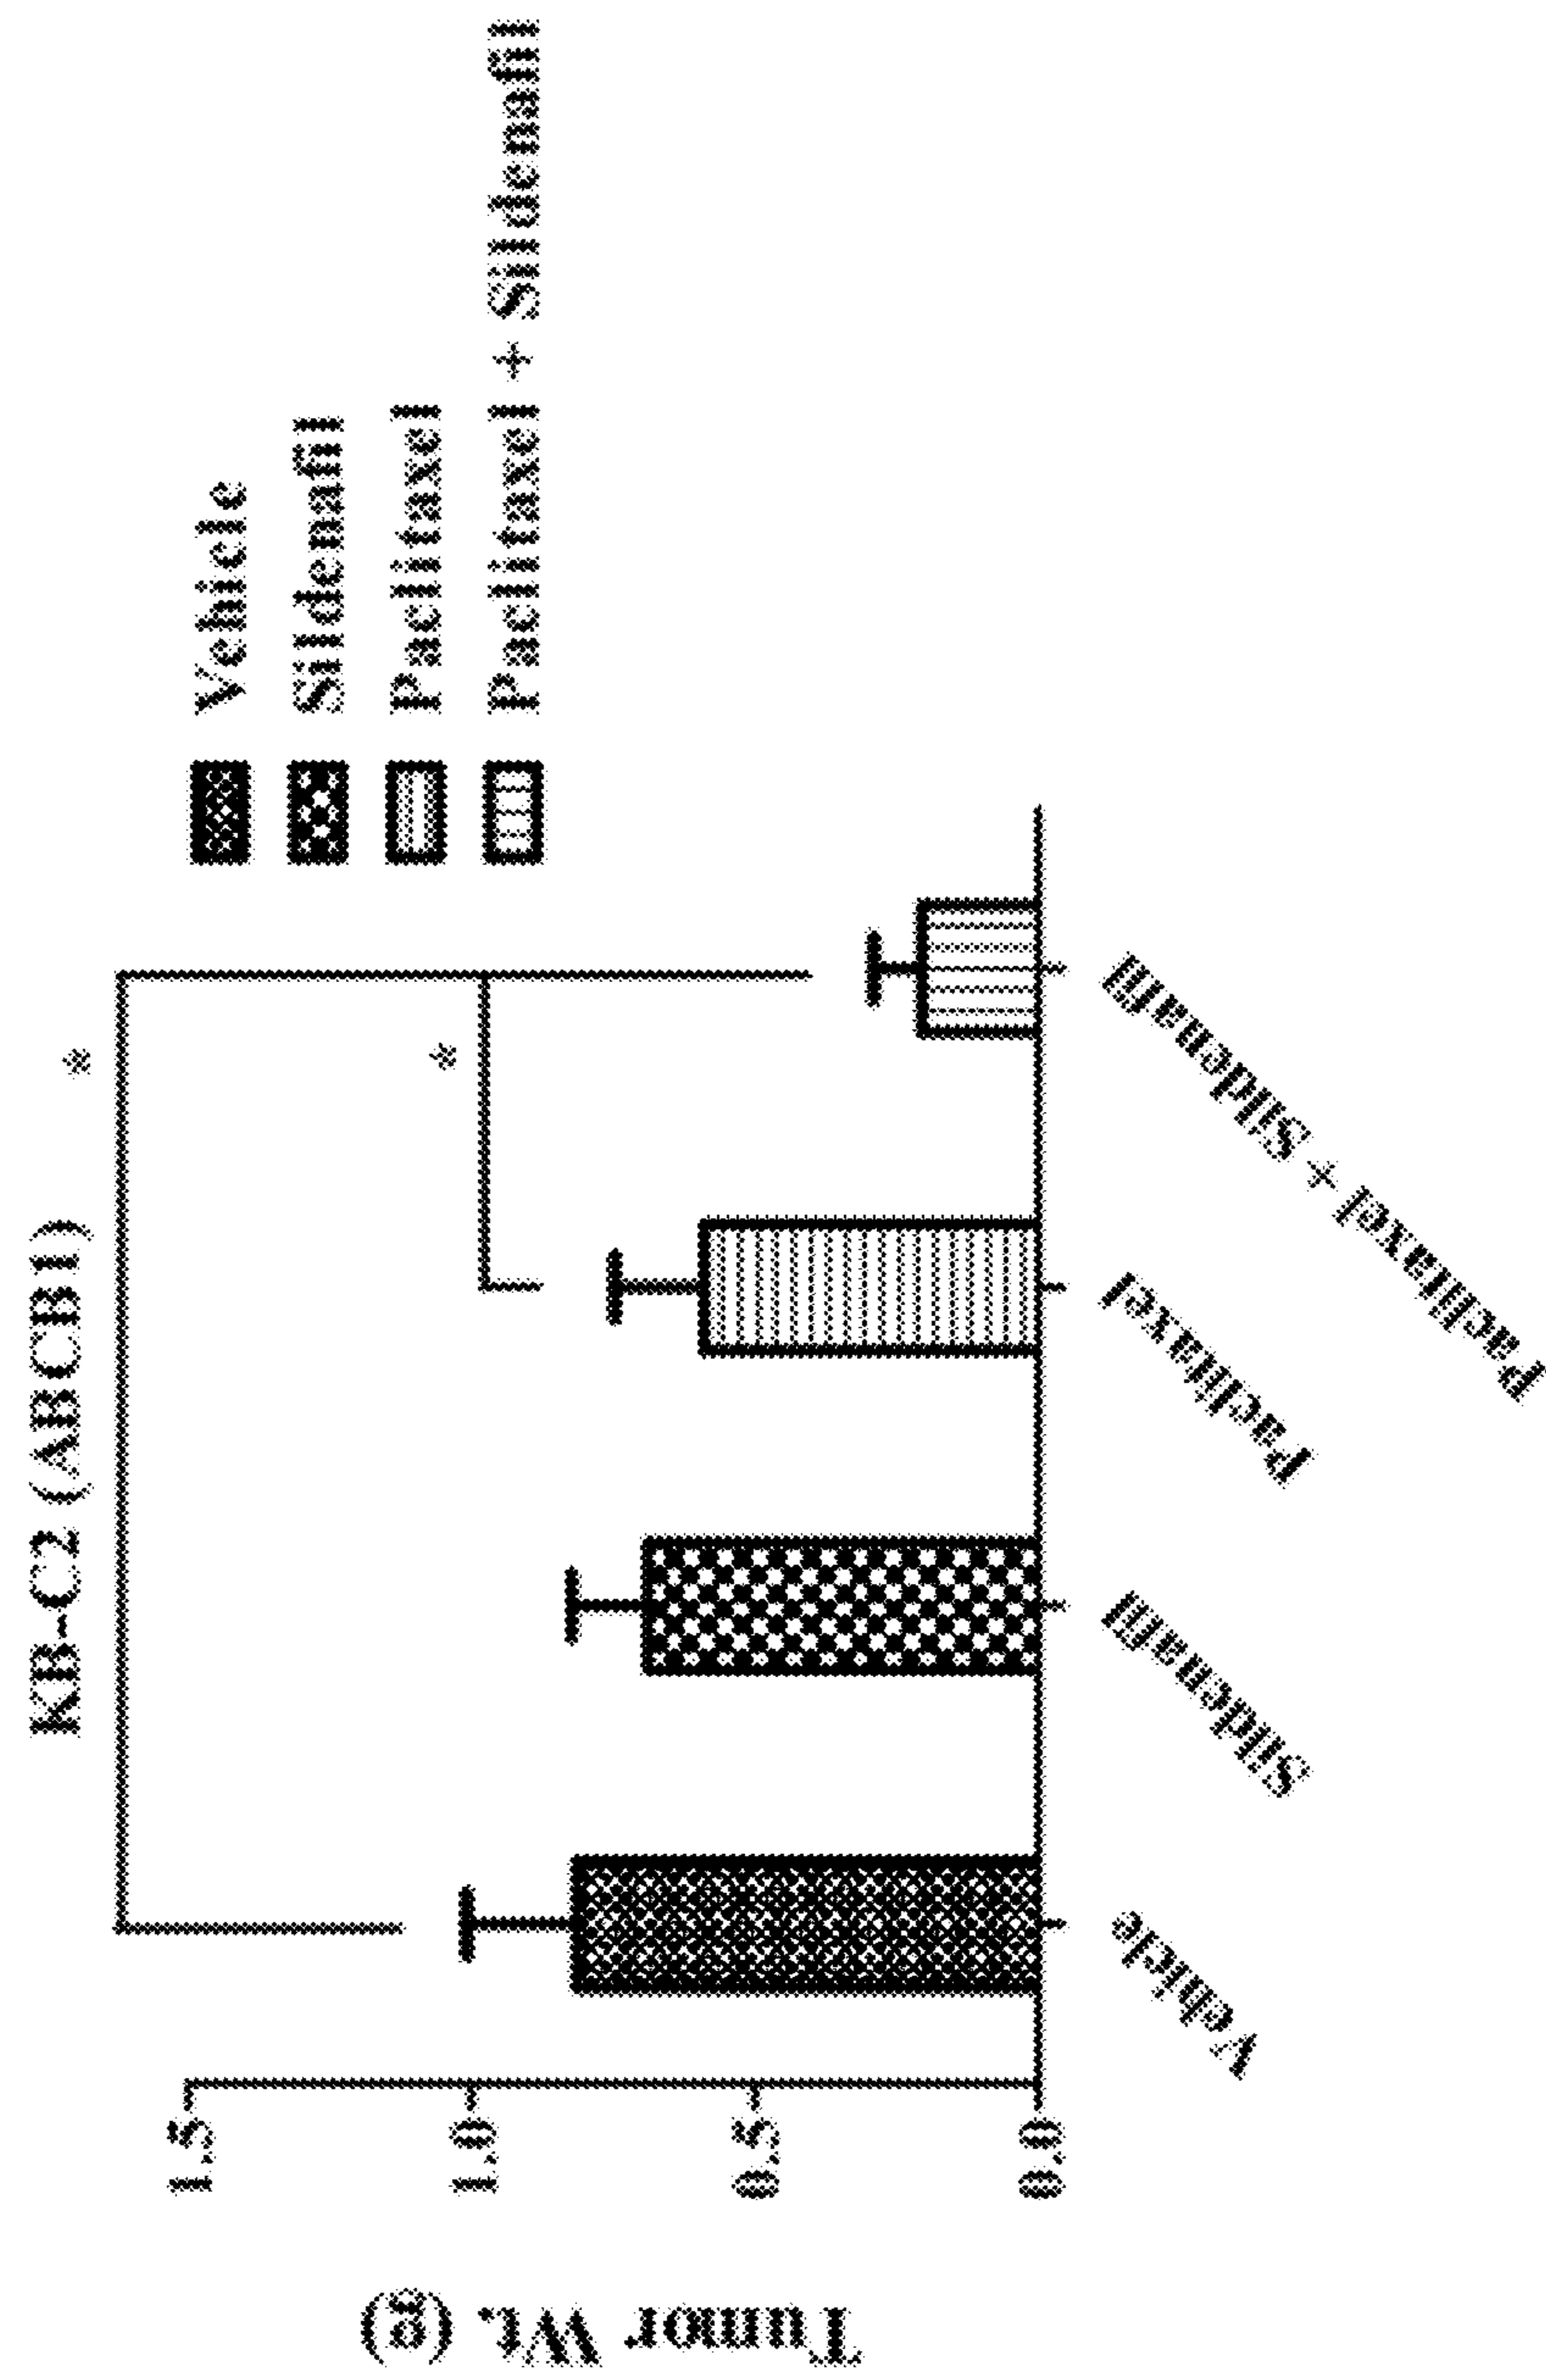 KB-C2 (ABCB1)
*
*
Vehicle
Sildenafil
Paclitaxel
Paclitaxel + Sildenafil
Tumor Wt. (g)
1.5
1.0
0.5
0.0
Vehicle
Sildenafil
Paclitaxel
Paclitaxel + Sildenafil